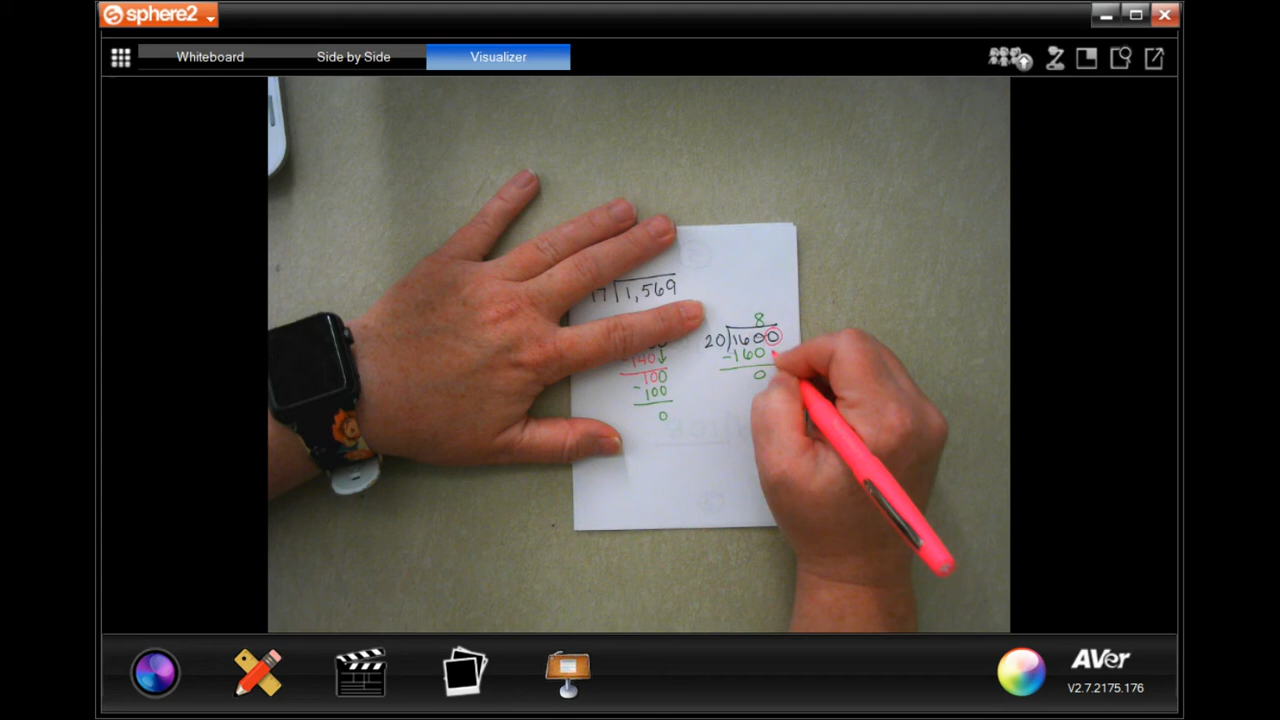 sphere2
Whiteboard Side by Side Visualizer
17 1,569
140
100
-100
0
8
20)1600
-160
0
AVer
V2.7.2175.176